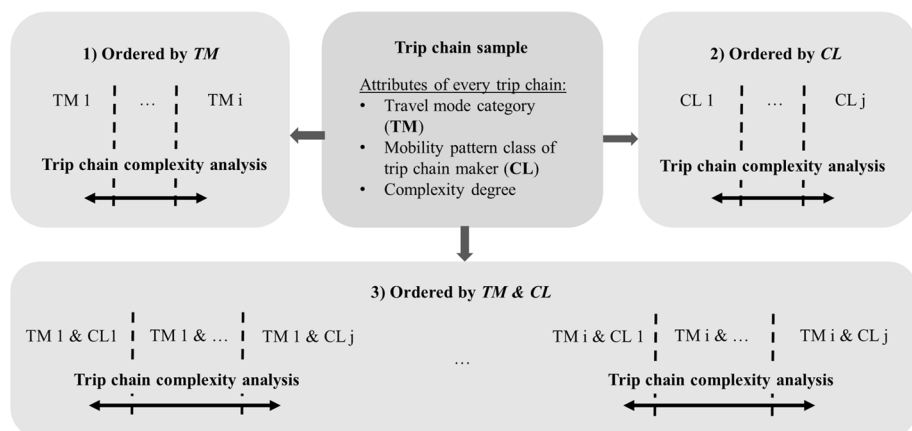 1) Ordered by TM
TM 1
…
TM i
Trip chain complexity analysis
Trip chain sample
Attributes of every trip chain:
• Travel mode category
(TM)
• Mobility pattern class of
trip chain maker (CL)
• Complexity degree
2) Ordered by CL
CL 1
…
CL j
Trip chain complexity analysis
3) Ordered by TM & CL
TM 1 & CL1
TM 1 & …
TM 1 & CL j
Trip chain complexity analysis
…
TM i & CL 1
TM i & …
TM i & CL j
Trip chain complexity analysis